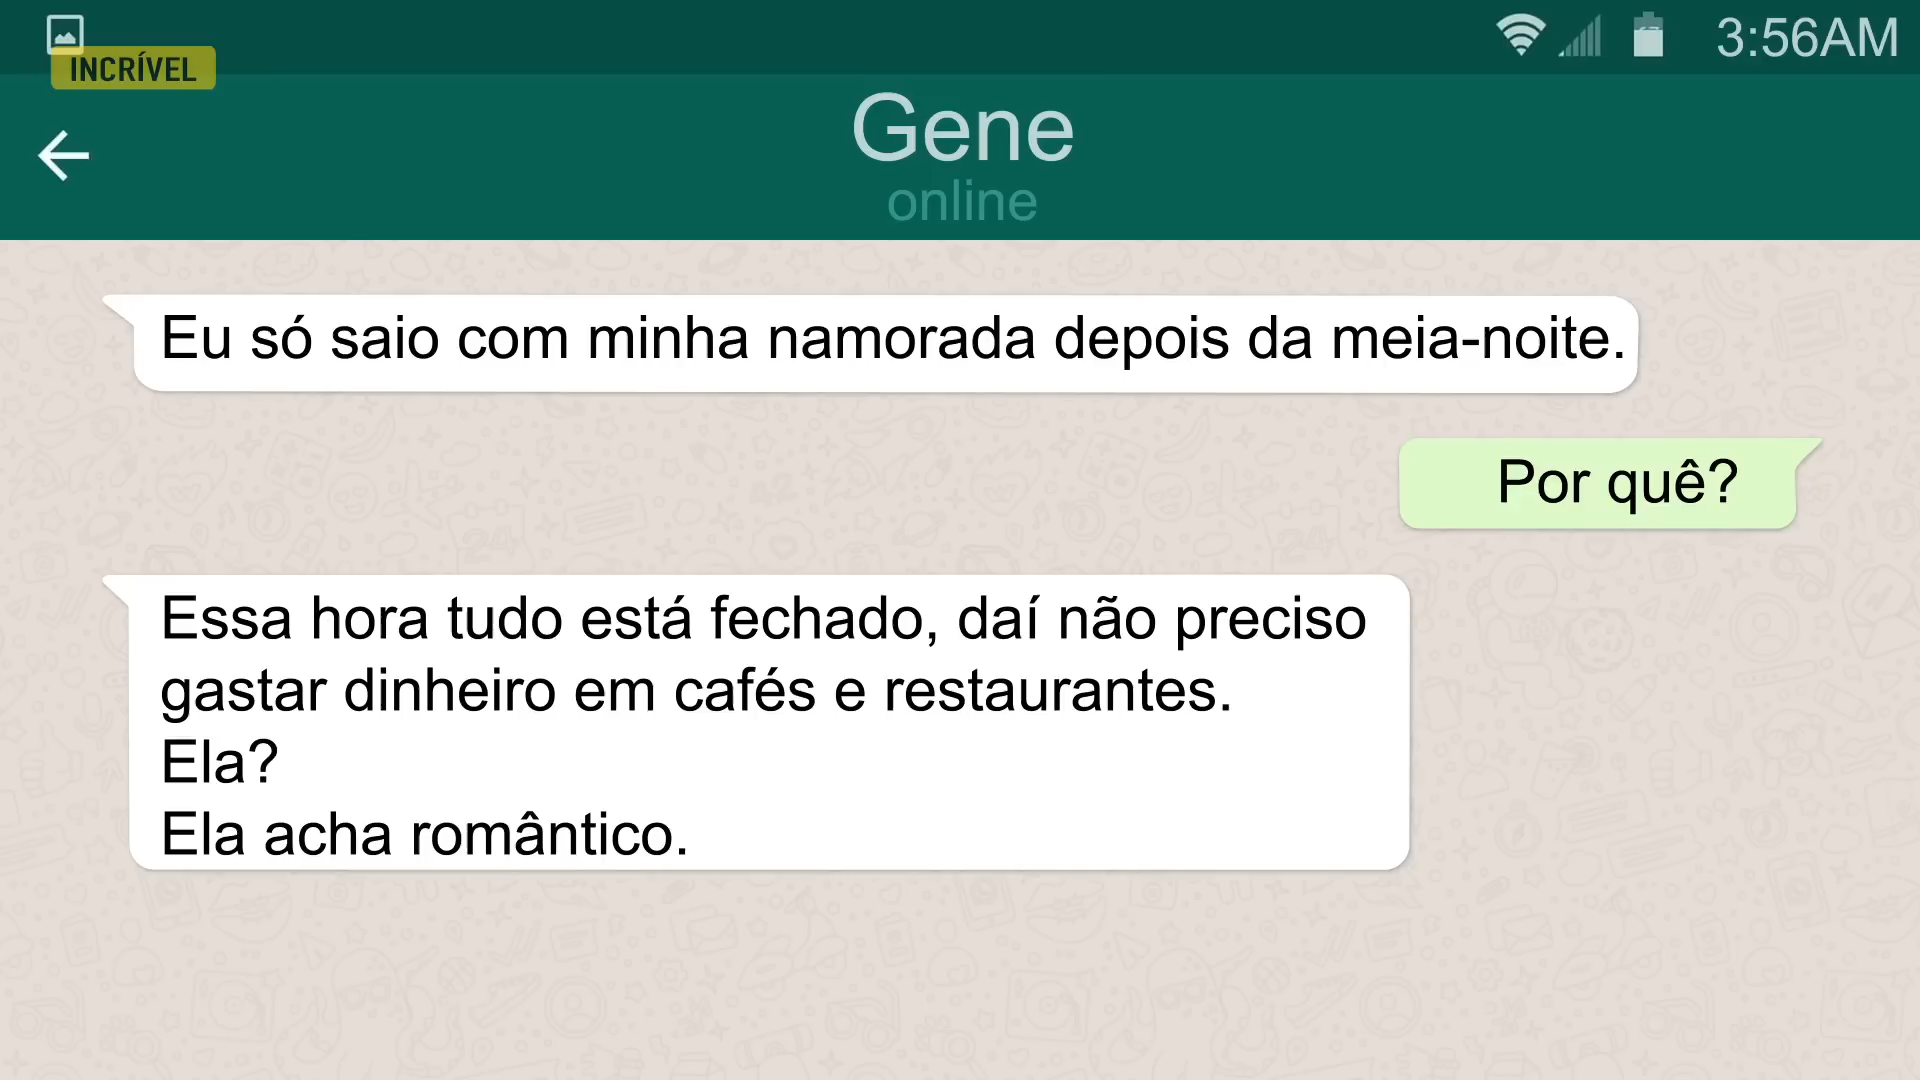 INCRÍVEL
3:56AM
Gene
online
Eu só saio com minha namorada depois da meia-noite.
Por quê?
Essa hora tudo está fechado, daí não preciso
gastar dinheiro em cafés e restaurantes.
Ela?
Ela acha romântico.